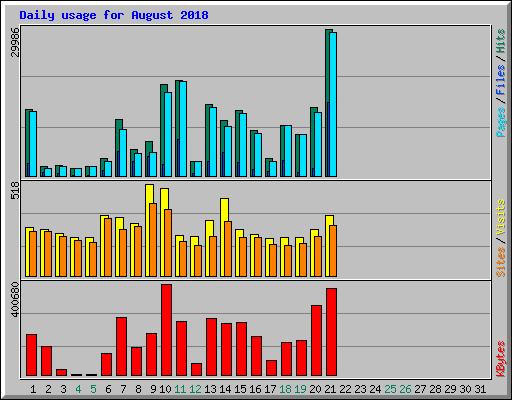 Daily usage for August 2018
29986
Pages / Files / Hits
518
Sites / Visits
400680
KBytes
1 2 3 4 5 6 7 8 9 10 11 12 13 14 15 16 17 18 19 20 21 22 23 24 25 26 27 28 29 30 31